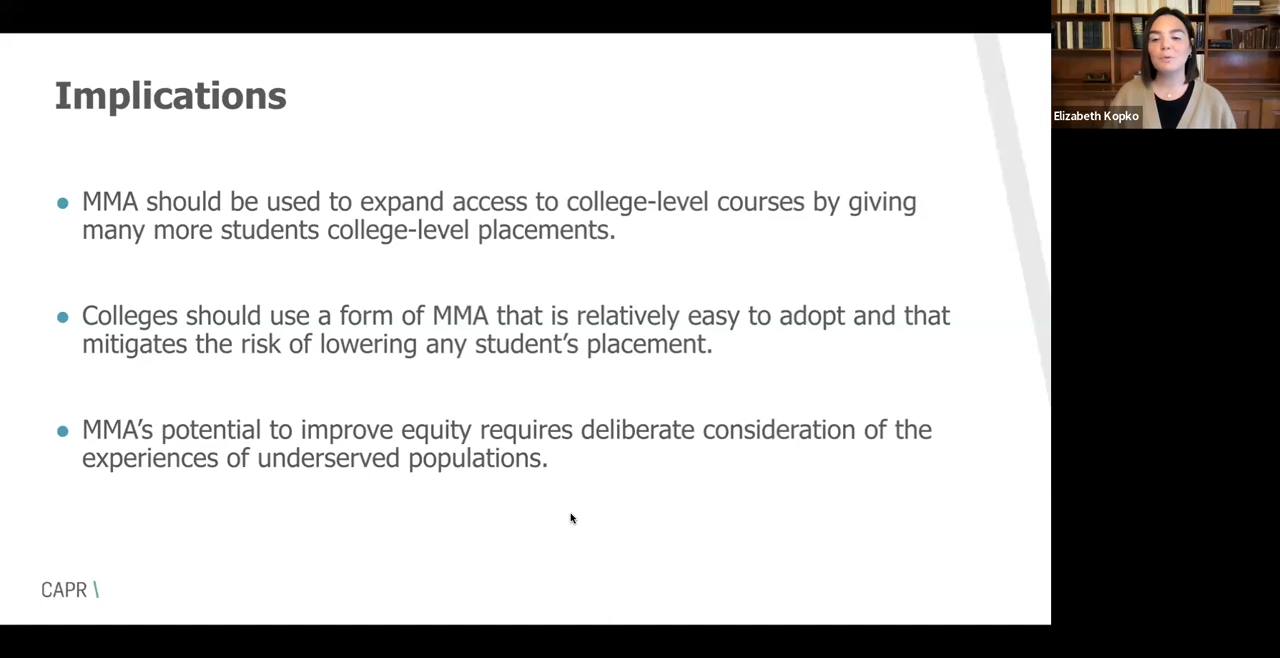 Implications
● MMA should be used to expand access to college-level courses by giving
many more students college-level placements.
● Colleges should use a form of MMA that is relatively easy to adopt and that
mitigates the risk of lowering any student’s placement.
● MMA’s potential to improve equity requires deliberate consideration of the
experiences of underserved populations.
CAPR \
Elizabeth Kopko